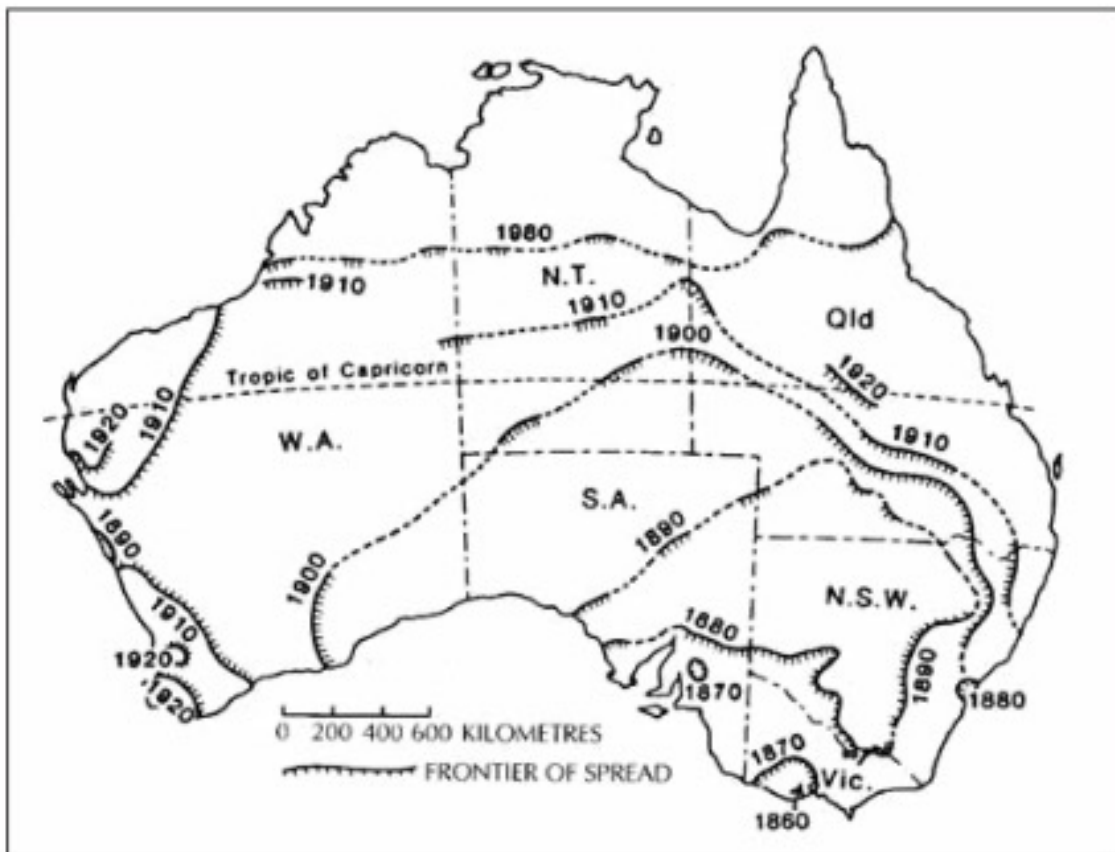 1980
N.T.
1910
1910
1900
Qld
Tropic of Capricorn
1920
1920
1910
W.A.
1910
S.A.
1890
1890
1900
N.S.W.
1910
1880
1920
1870
1890
1880
1920
0 200 400 600 KILOMETRES
FRONTIER OF SPREAD
1870
Vic.
1860